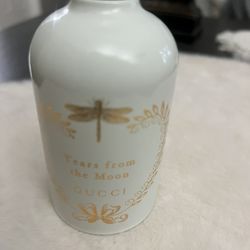 Tears from
the Moon
GUCCI